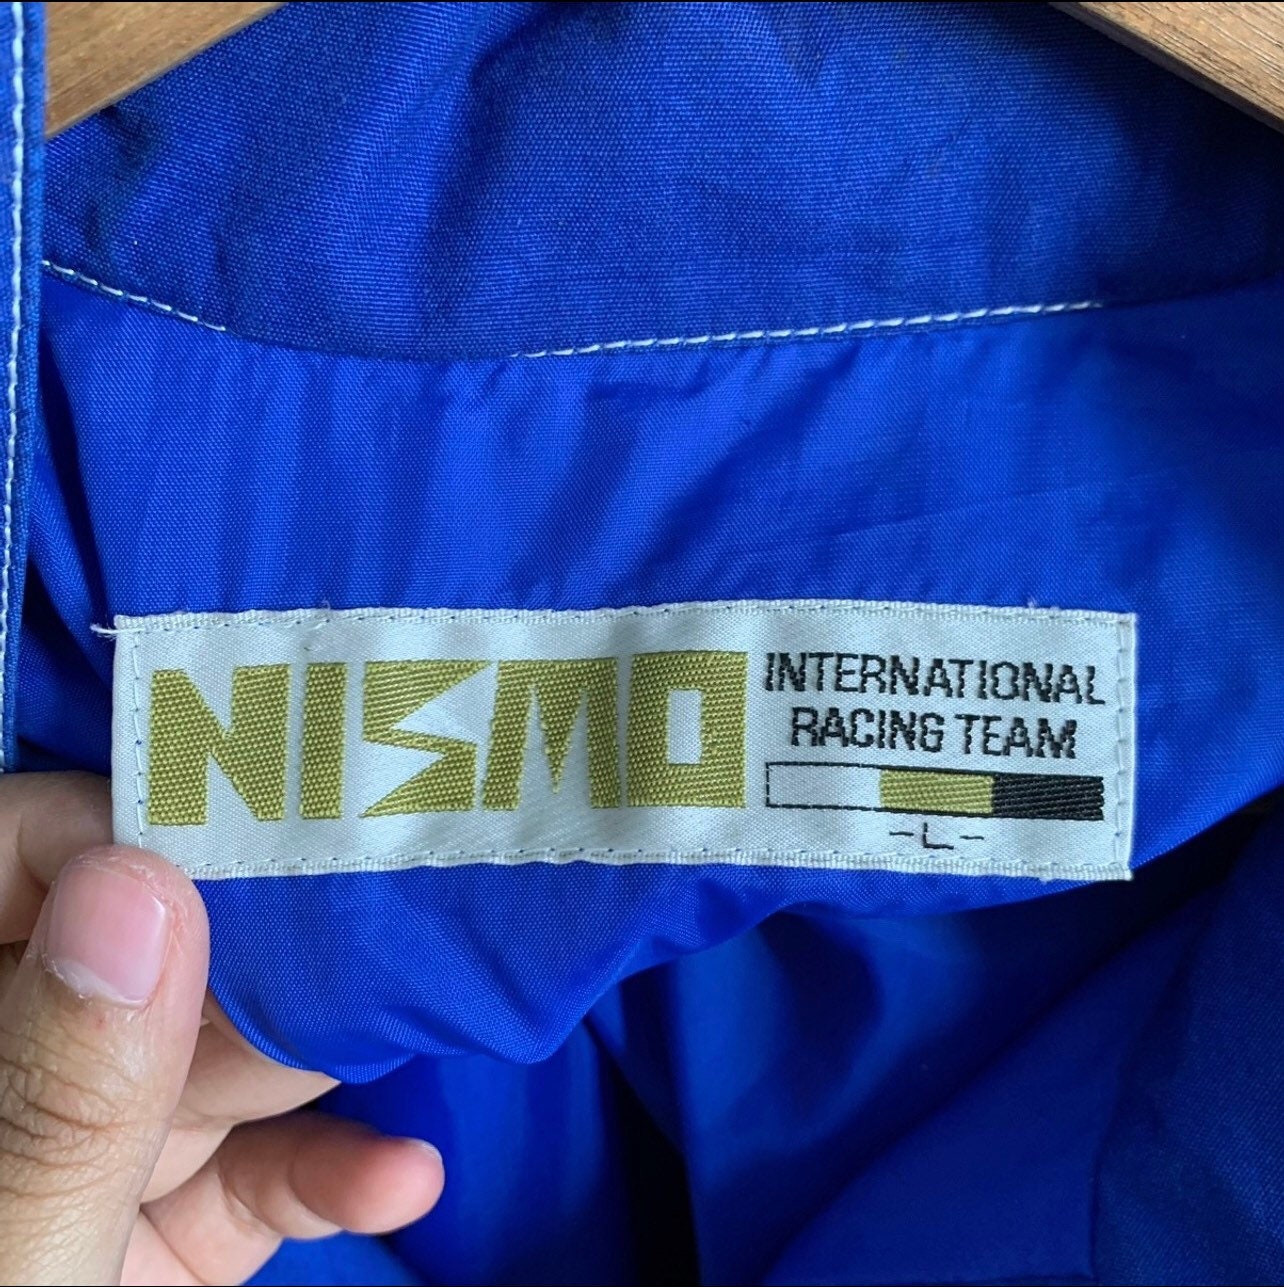 NISMO
INTERNATIONAL
RACING TEAM
-L-